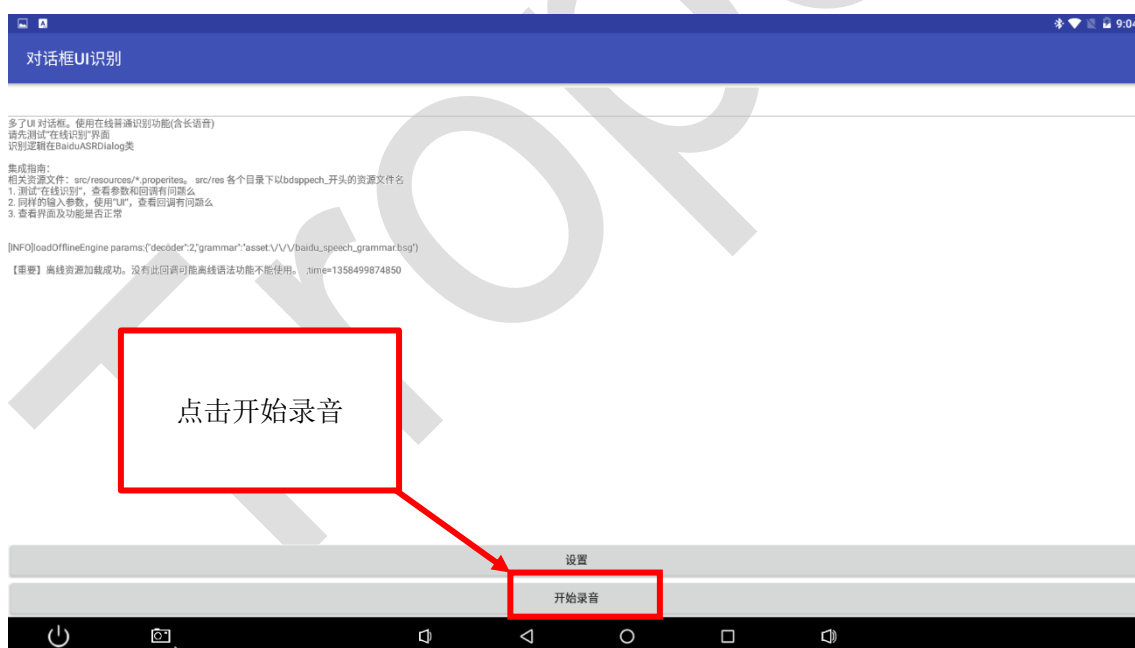 A
9:04
对话框UI识别
多了UI 对话框。使用在线普通识别功能(含长语音)
请先测试“在线识别”界面
识别逻辑在BaiduASRDialog类
集成指南：
相关资源文件：src/resources/*.properites。 src/res 各个目录下以bdsppech_开头的资源文件名
1. 测试“在线识别”，查看参数和回调有问题么
2. 同样的输入参数，使用“UI”，查看回调有问题么
3. 查看界面及功能是否正常
[INFO]loadOfflineEngine params:{"decoder":2,"grammar":"asset:\/\/\/baidu_speech_grammar.bsg"}
【重要】离线资源加载成功。没有此回调可能离线语法功能不能使用。 .time=1358499874850
点击开始录音
设置
开始录音